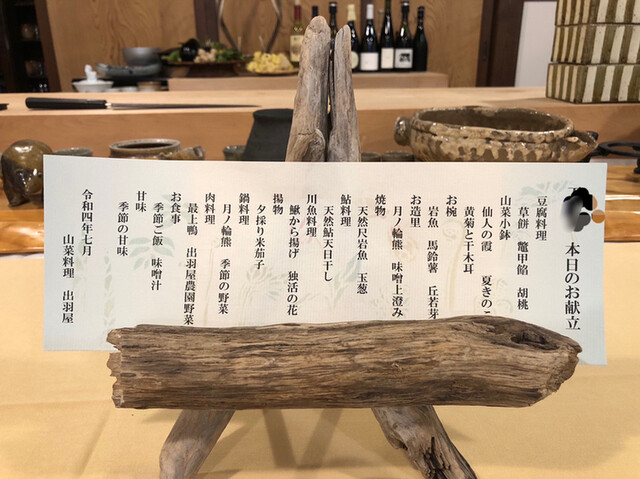 本日のお献立
豆腐料理
草餅 鼈甲餡 胡桃
山菜小鉢
仙人の霞 夏きのこ
黄菊と干木耳
お椀
岩魚 馬鈴薯 丘若芽
お造里
月ノ輪熊 味噌上澄み
焼物
天然尺岩魚 玉葱
鮎料理
天然鮎天日干し
川魚料理
鰍から揚げ 独活の花
揚物
夕採り米茄子
鍋料理
月ノ輪熊 季節の野菜
肉料理
最上鴨 出羽屋農園野菜
お食事
季節ご飯 味噌汁
甘味
季節の甘味
令和四年七月
山菜料理 出羽屋